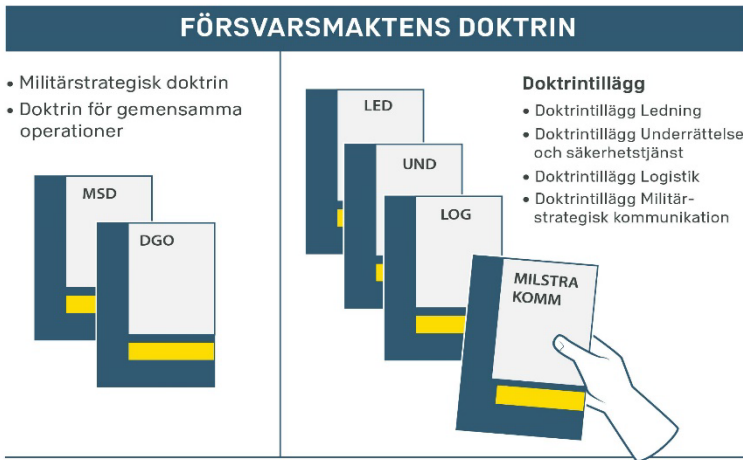 FÖRSVARSMAKTENS DOKTRIN
• Militärstrategisk doktrin
• Doktrin för gemensamma
operationer
MSD
DGO
LED
UND
LOG
MILSTRA
KOMM
Doktrintillägg
• Doktrintillägg Ledning
• Doktrintillägg Underrättelse
och säkerhetstjänst
• Doktrintillägg Logistik
• Doktrintillägg Militär-
strategisk kommunikation